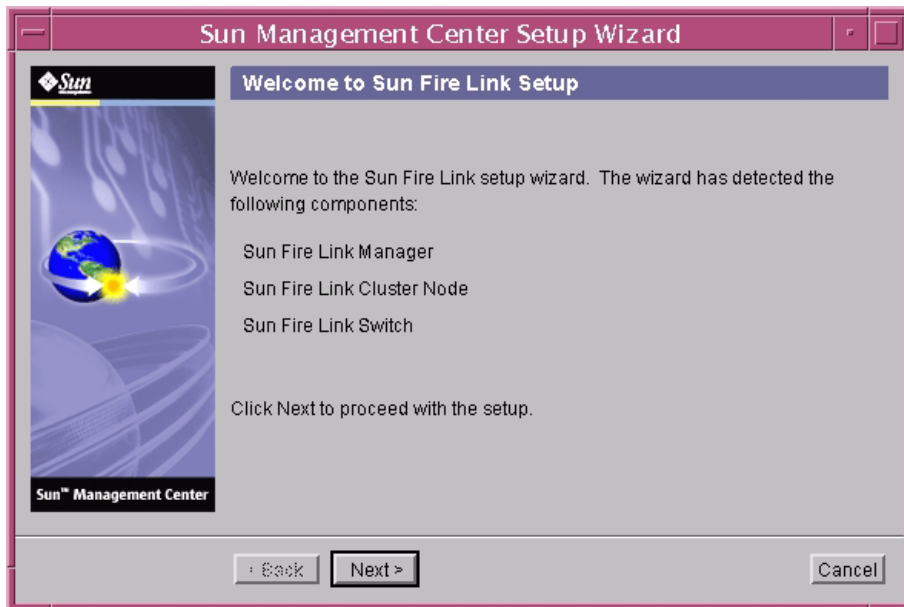 Sun Management Center Setup Wizard
Sun
Welcome to Sun Fire Link Setup
Welcome to the Sun Fire Link setup wizard. The wizard has detected the
following components:
Sun Fire Link Manager
Sun Fire Link Cluster Node
Sun Fire Link Switch
Click Next to proceed with the setup.
Sun™ Management Center
< Back
Next >
Cancel